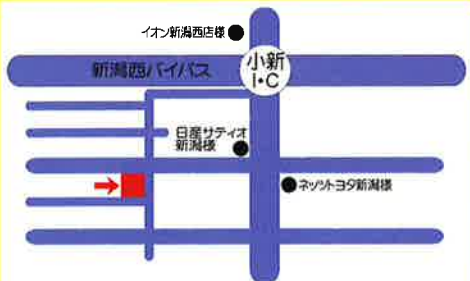 イオン新潟西店様
新潟西バイパス
小新
I・C
日産サティオ
新潟様
ネッツトヨタ新潟様